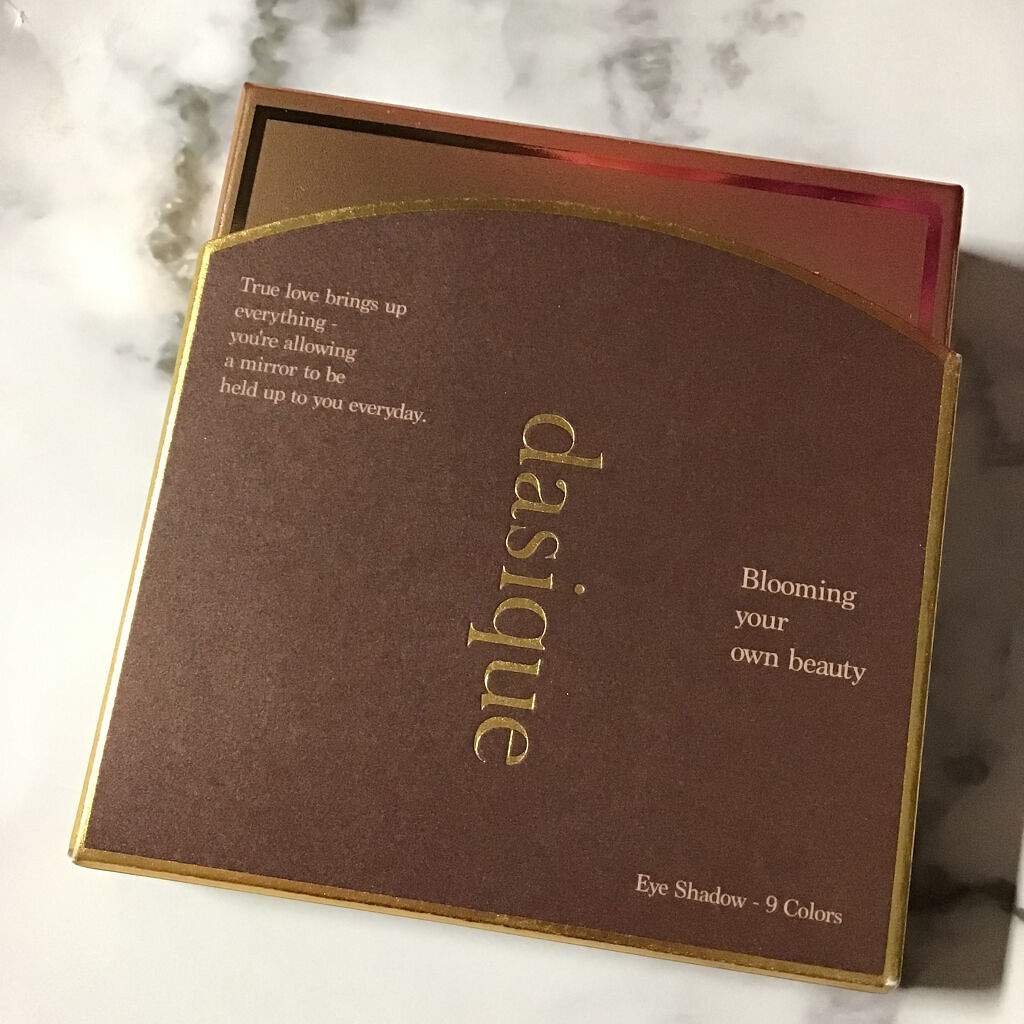 True love brings up
everything -
you're allowing
a mirror to be
held up to you everyday.
dasique
Blooming
your
own beauty
Eye Shadow - 9 Colors